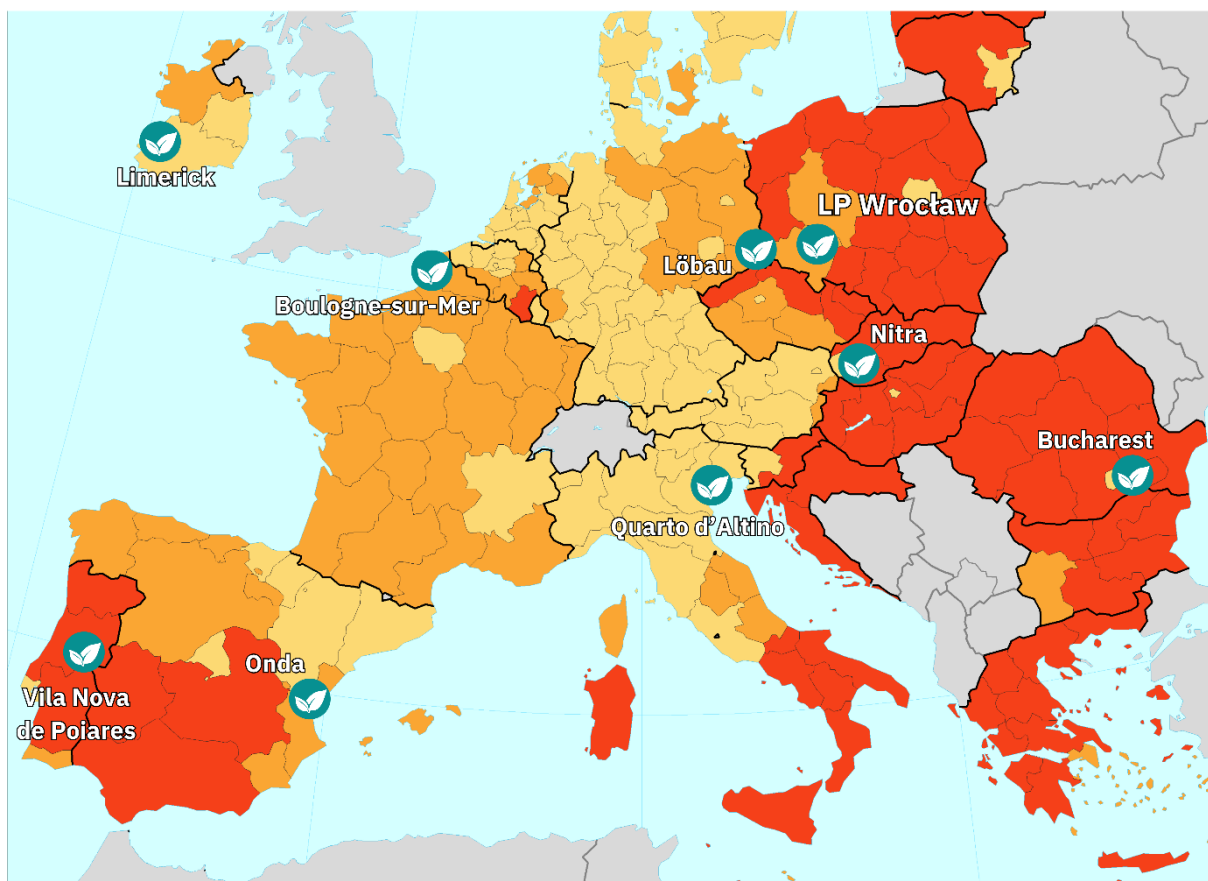 Limerick
LP Wrocław
Löbau
Boulogne-sur-Mer
Nitra
Bucharest
Quarto d'Altino
Onda
Vila Nova
de Poiares